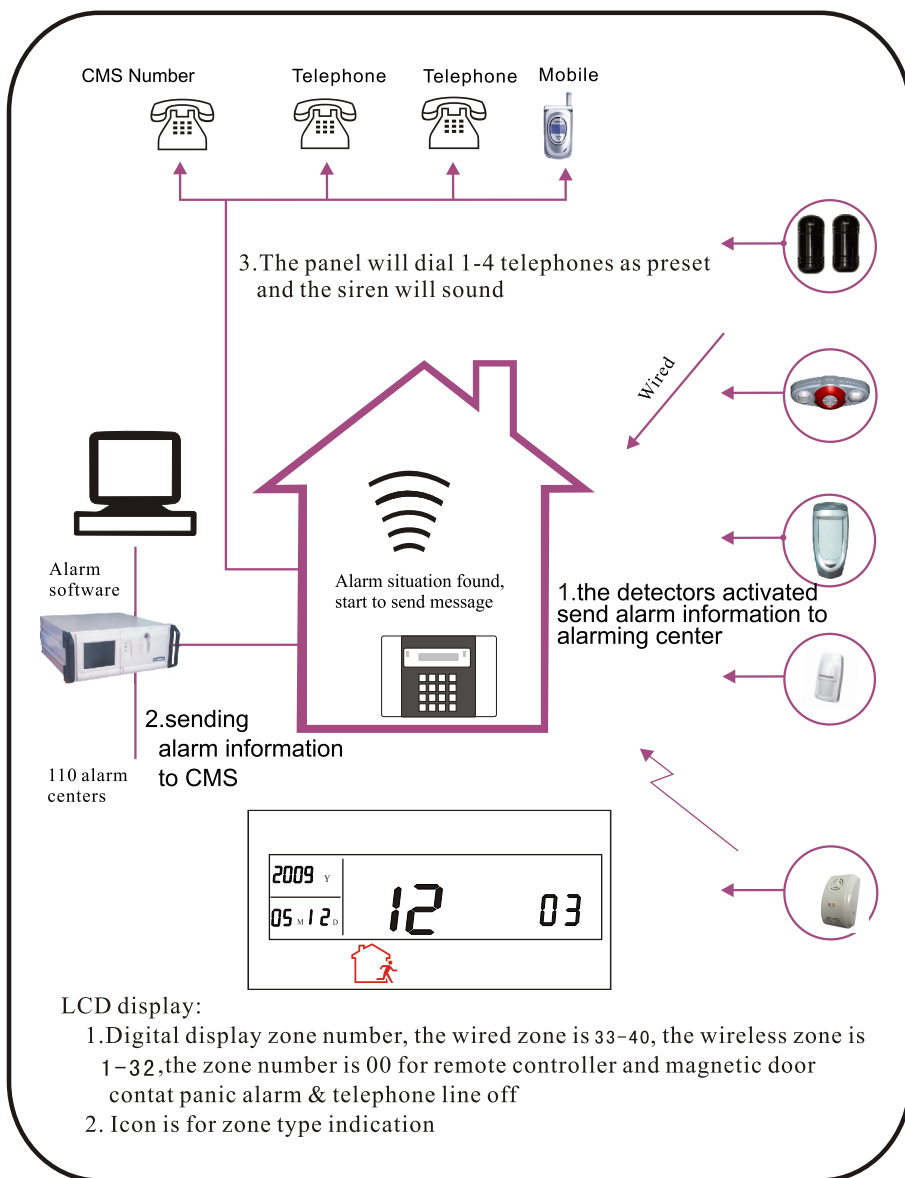 CMS Number
Telephone
Telephone
Mobile
3.The panel will dial 1-4 telephones as preset
and the siren will sound
Wired
Alarm
software
Alarm situation found,
start to send message
1.the detectors activated
send alarm information to
alarming center
2.sending
alarm information
to CMS
110 alarm
centers
2009 Y
05 M 12 D
12
03
LCD display:
1.Digital display zone number, the wired zone is 33-40, the wireless zone is
1-32,the zone number is 00 for remote controller and magnetic door
contat panic alarm & telephone line off
2. Icon is for zone type indication